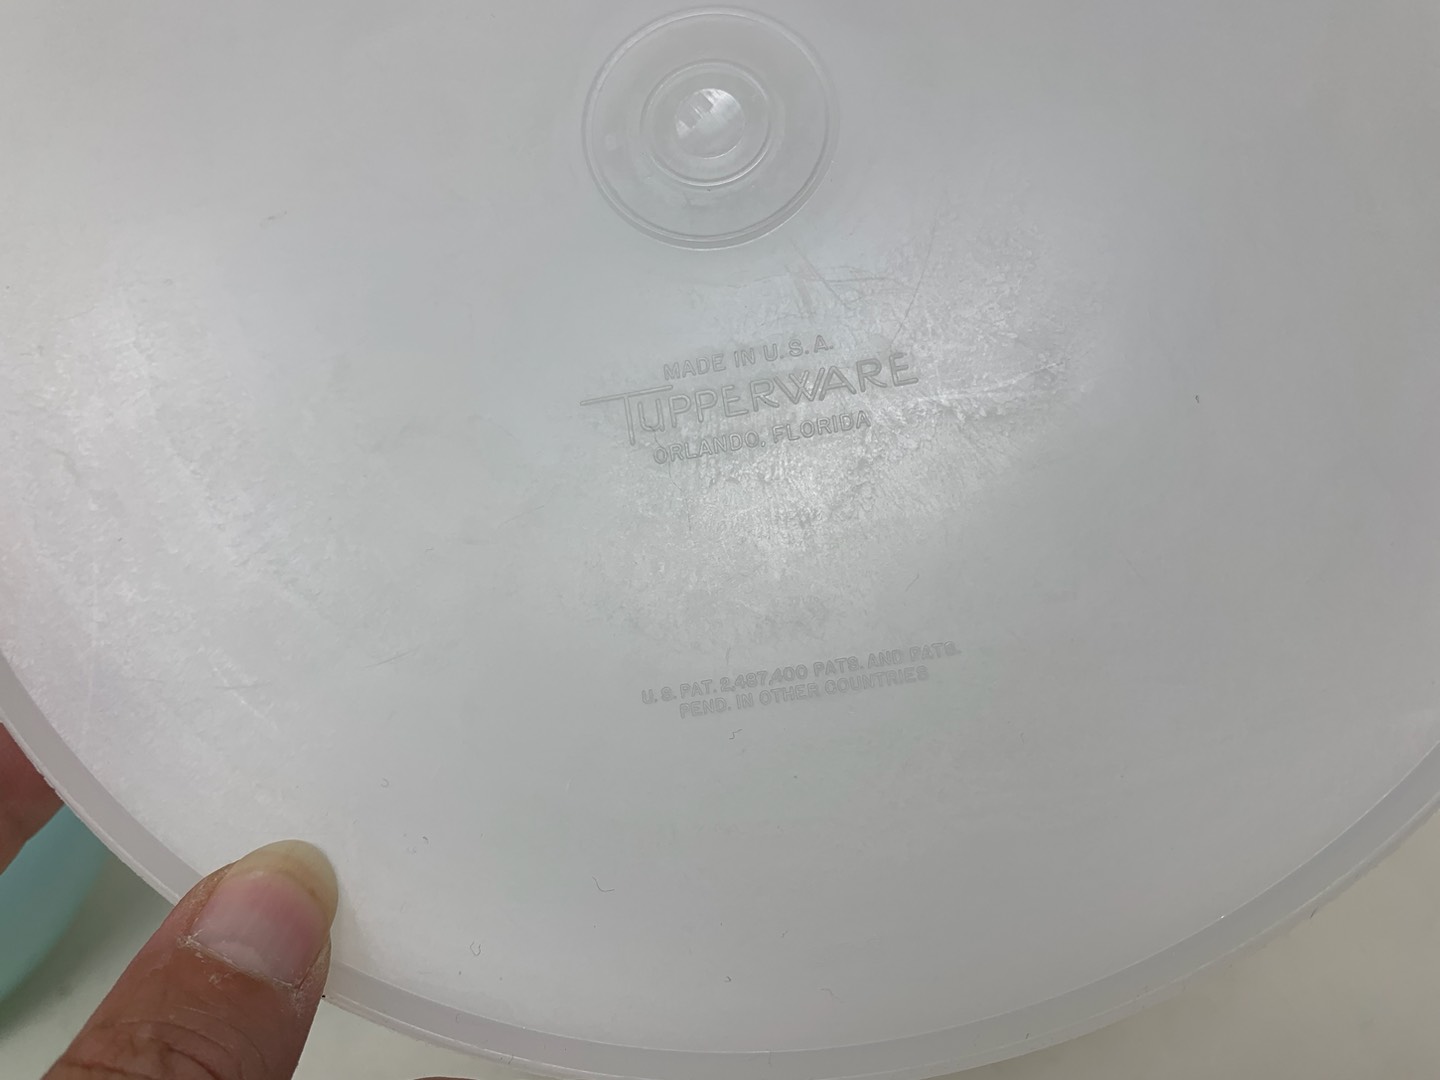 MADE IN U.S.A.
TUPPERWARE
ORLANDO, FLORIDA
U.S. PAT. 2,487,400 PATS. AND PATS.
PEND. IN OTHER COUNTRIES